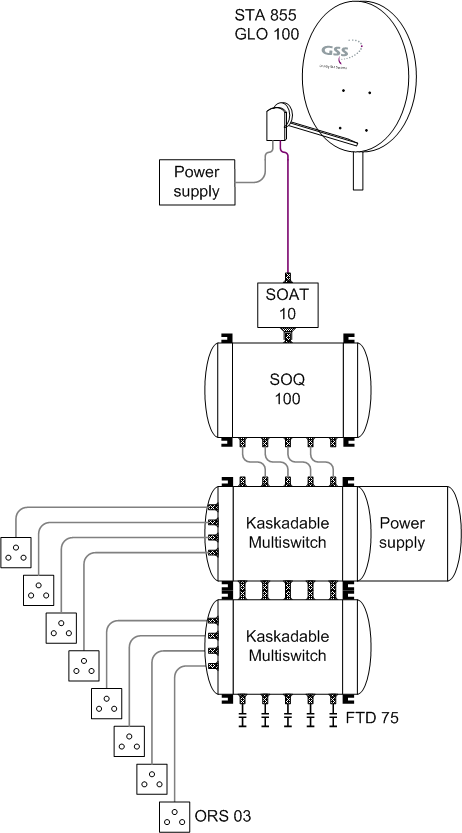 STA 855
GLO 100
GSS
Power
supply
SOAT
10
SOQ
100
Kaskadable
Multiswitch
Power
supply
Kaskadable
Multiswitch
FTD 75
ORS 03